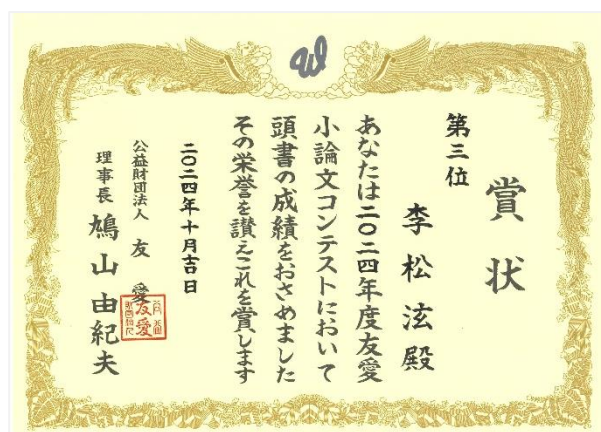 賞状
第三位
李松泫殿
あなたは二〇二四年度友愛
小論文コンテストにおいて
頭書の成績をおさめました
その栄誉を讃えこれを賞します
二〇二四年十月吉日
公益財団法人 友愛
理事長 鳩山由紀夫